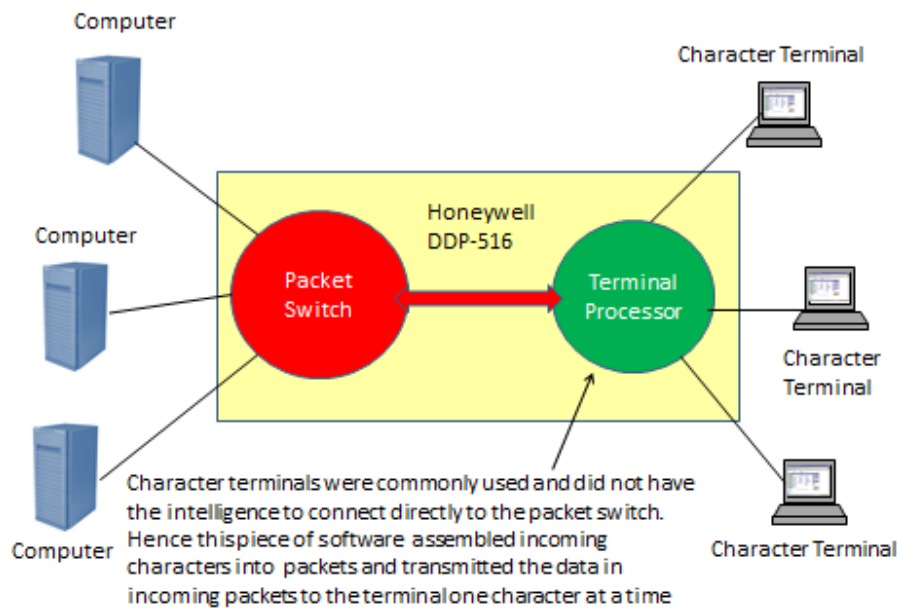 Computer
Character Terminal
Honeywell
DDP-516
Computer
Packet
Switch
Terminal
Processor
Character
Terminal
Character terminals were commonly used and did not have
the intelligence to connect directly to the packet switch.
Hence this piece of software assembled incoming
characters into packets and transmitted the data in
incoming packets to the terminal one character at a time
Computer
Character Terminal